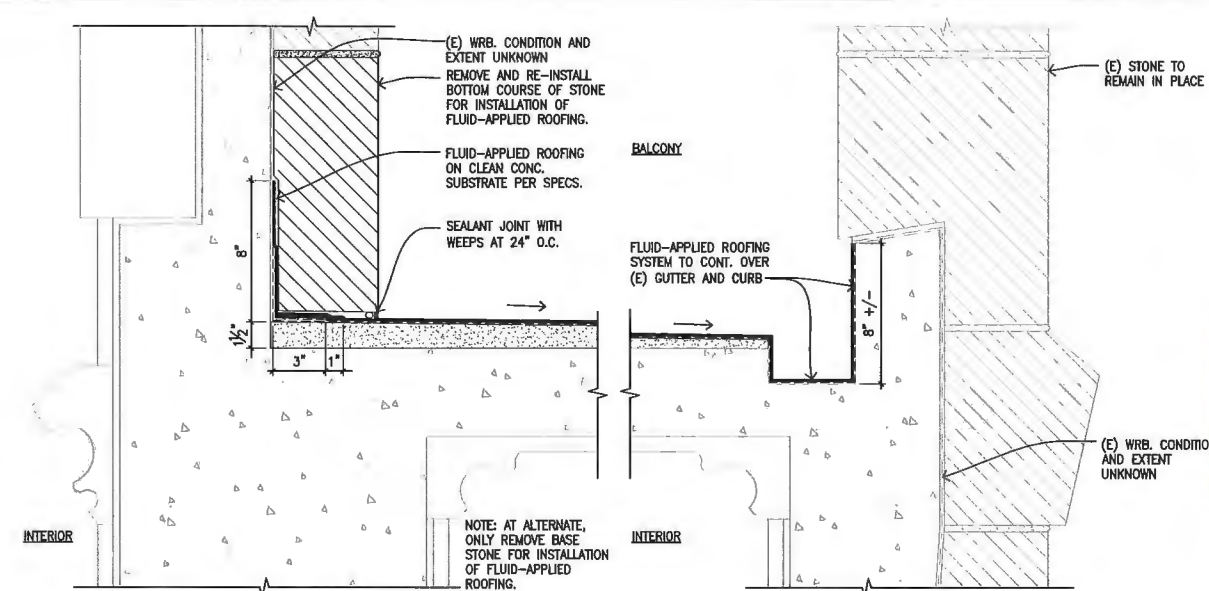 (E) WRB. CONDITION AND
EXTENT UNKNOWN
REMOVE AND RE-INSTALL
BOTTOM COURSE OF STONE
FOR INSTALLATION OF
FLUID-APPLIED ROOFING.
FLUID-APPLIED ROOFING
ON CLEAN CONC.
SUBSTRATE PER SPECS.
SEALANT JOINT WITH
WEEPS AT 24" O.C.
8"
1½"
3"
1"
BALCONY
(E) STONE TO
REMAIN IN PLACE
FLUID-APPLIED ROOFING
SYSTEM TO CONT. OVER
(E) GUTTER AND CURB
8" +/-
(E) WRB. CONDITIO
AND EXTENT
UNKNOWN
INTERIOR
NOTE: AT ALTERNATE,
ONLY REMOVE BASE
STONE FOR INSTALLATION
OF FLUID-APPLIED
ROOFING.
INTERIOR